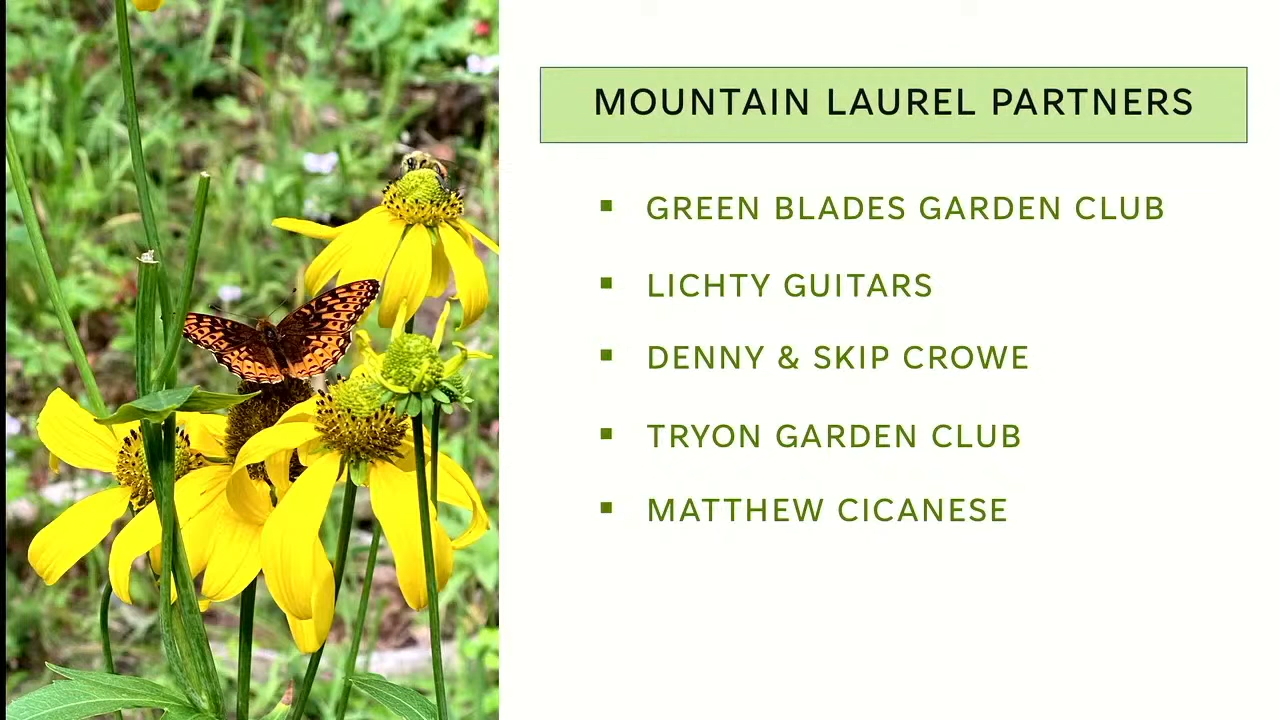 MOUNTAIN LAUREL PARTNERS
▪ GREEN BLADES GARDEN CLUB
▪ LICHTY GUITARS
▪ DENNY & SKIP CROWE
▪ TRYON GARDEN CLUB
▪ MATTHEW CICANESE